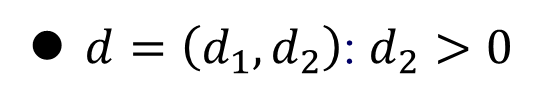 ● 𝑑 = (𝑑₁, 𝑑₂): 𝑑₂ > 0